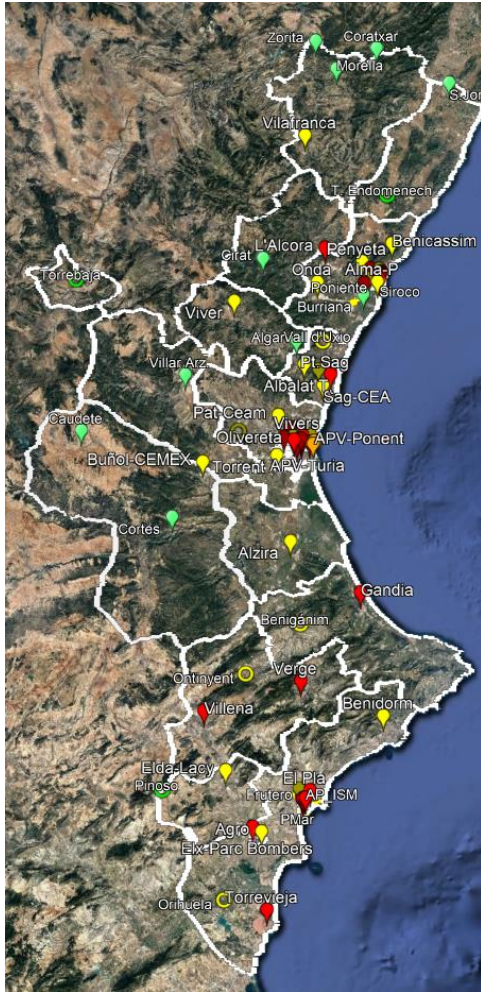 Zorita
Coratxar
Morella
S.Jor
Vilafranca
T. Endomenech
L'Alcora
Penyeta
Benicassim
Cirat
Onda
Alma-P
Torrebaja
Poniente
Siroco
Viver
Burriana
Algar
Vall d'Uxio
Villar Arz.
Pt-Sag
Albalat T
Sag-CEA
Pat-Ceam
Vivers
Caudete
Olivereta
APV-Ponent
Buñol-CEMEX
Torrent
APV-Turia
Cortes
Alzira
Gandia
Beniganim
Ontinyent
Verge
Villena
Benidorm
Elda-Lacy
El Pla
Pinoso
Frutero
AP_ISM
PMar
Agro
Elx-Parc Bombers
Orihuela
Torrevieja